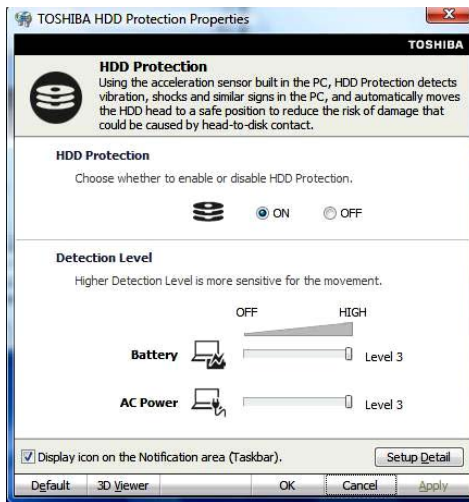 TOSHIBA HDD Protection Properties
TOSHIBA
HDD Protection
Using the acceleration sensor built in the PC, HDD Protection detects
vibration, shocks and similar signs in the PC, and automatically moves
the HDD head to a safe position to reduce the risk of damage that
could be caused by head-to-disk contact.
HDD Protection
Choose whether to enable or disable HDD Protection.
ON OFF
Detection Level
Higher Detection Level is more sensitive for the movement.
OFF HIGH
Battery Level 3
AC Power Level 3
Display icon on the Notification area (Taskbar). Setup Detail
Default 3D Viewer OK Cancel Apply